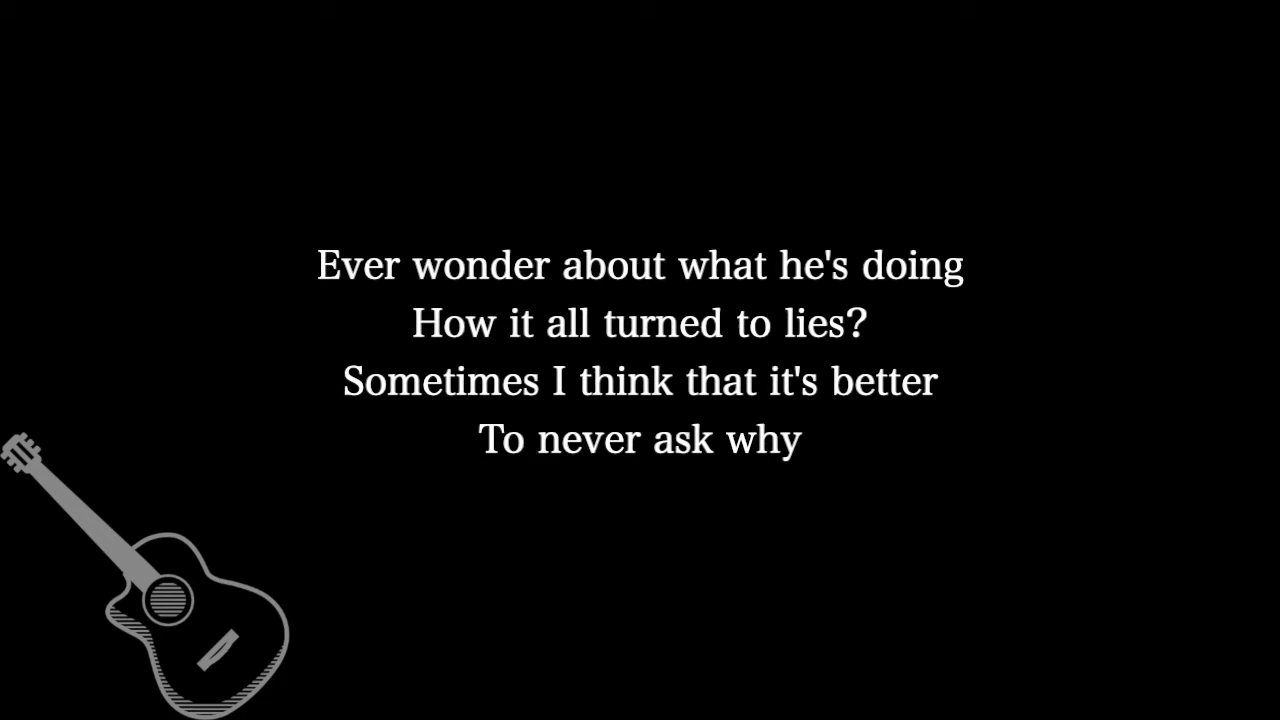 Ever wonder about what he's doing
How it all turned to lies?
Sometimes I think that it's better
To never ask why